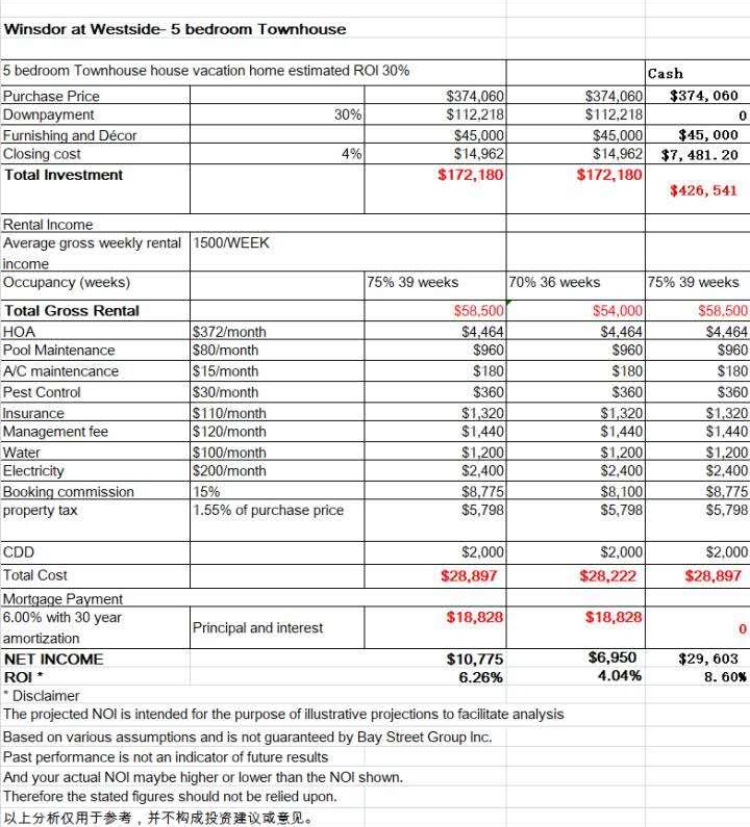 Winsdor at Westside- 5 bedroom Townhouse
5 bedroom Townhouse house vacation home estimated ROI 30% Cash
Purchase Price $374,060 $374,060 $374,060
Downpayment 30% $112,218 $112,218 0
Furnishing and Décor $45,000 $45,000 $45,000
Closing cost 4% $14,962 $14,962 $7,481.20
Total Investment $172,180 $172,180 $426,541
Rental Income
Average gross weekly rental 1500/WEEK
income
Occupancy (weeks) 75% 39 weeks 70% 36 weeks 75% 39 weeks
Total Gross Rental $58,500 $54,000 $58,500
HOA $372/month $4,464 $4,464 $4,464
Pool Maintenance $80/month $960 $960 $960
A/C maintencance $15/month $180 $180 $180
Pest Control $30/month $360 $360 $360
Insurance $110/month $1,320 $1,320 $1,320
Management fee $120/month $1,440 $1,440 $1,440
Water $100/month $1,200 $1,200 $1,200
Electricity $200/month $2,400 $2,400 $2,400
Booking commission 15% $8,775 $8,100 $8,775
property tax 1.55% of purchase price $5,798 $5,798 $5,798
CDD $2,000 $2,000 $2,000
Total Cost $28,897 $28,222 $28,897
Mortgage Payment
6.00% with 30 year $18,828 $18,828
amortization Principal and interest 0
NET INCOME $10,775 $6,950 $29,603
ROI * 6.26% 4.04% 8.60%
* Disclaimer
The projected NOI is intended for the purpose of illustrative projections to facilitate analysis
Based on various assumptions and is not guaranteed by Bay Street Group Inc.
Past performance is not an indicator of future results
And your actual NOI maybe higher or lower than the NOI shown.
Therefore the stated figures should not be relied upon.
以上分析仅用于参考，并不构成投资建议或意见。